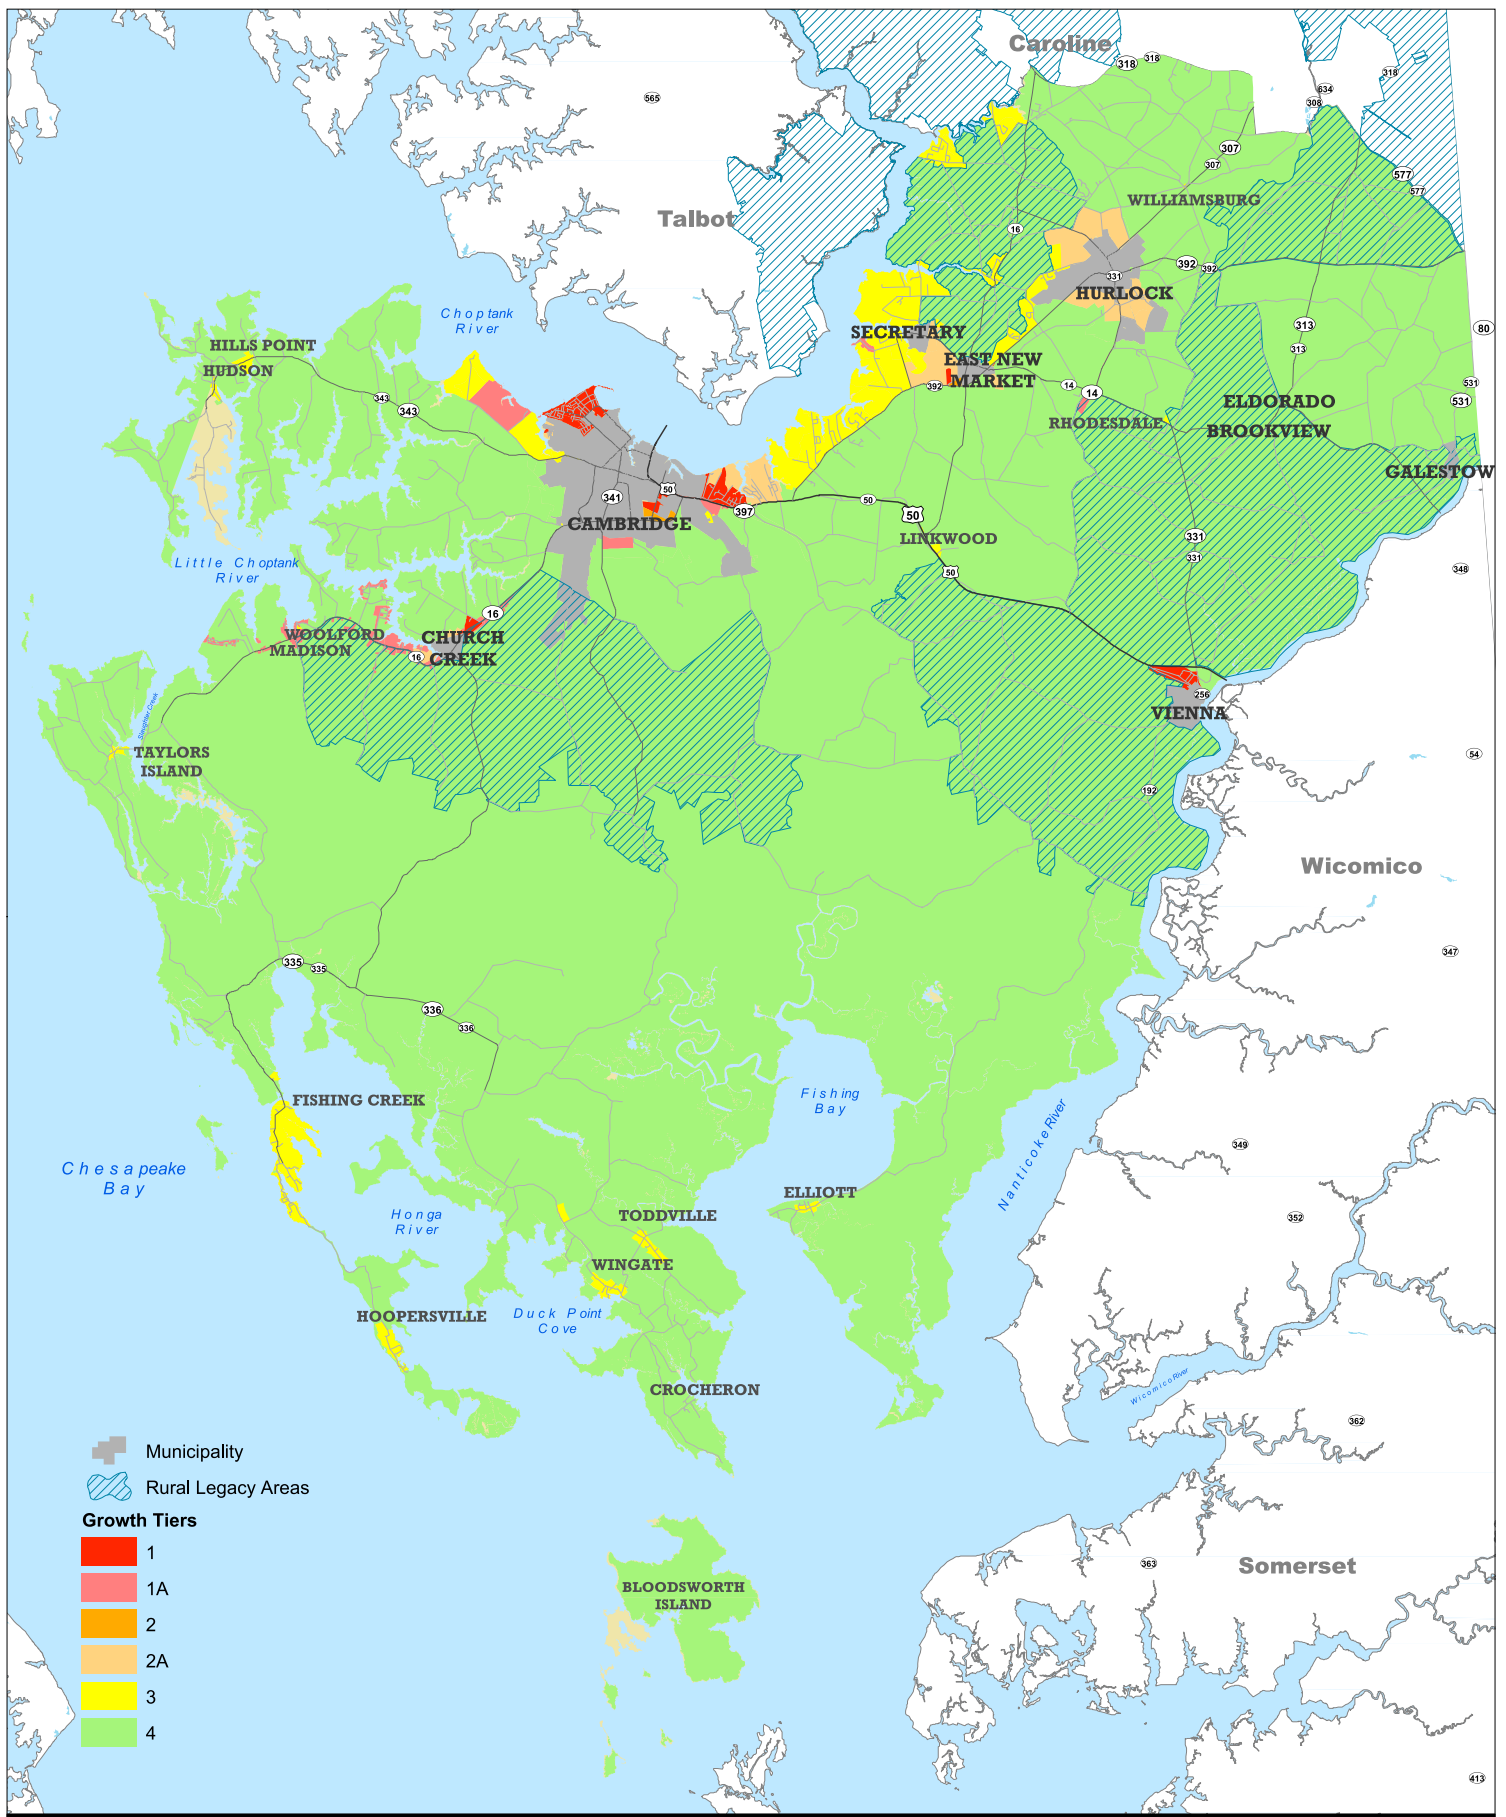 Caroline
318
318
318
565
634
308
307
307
577
577
WILLIAMSBURG
Talbot
16
392
392
331
HURLOCK
Choptank
River
313
80
SECRETARY
HILLS POINT
313
EAST NEW
MARKET
HUDSON
392
14
14
531
531
343
343
ELDORADO
RHODESDALE
BROOKVIEW
GALESTOW
50
341
50
397
50
CAMBRIDGE
LINKWOOD
331
331
Little Choptank
River
50
348
16
WOOLFORD
MADISON
CHURCH
CREEK
16
256
VIENNA
Slaughter Creek
TAYLORS
ISLAND
54
192
Wicomico
335
335
347
336
336
FISHING CREEK
Fishing
Bay
Nanticoke River
349
Chesapeake
Bay
ELLIOTT
Honga
River
TODDVILLE
352
WINGATE
HOOPERSVILLE
Duck Point
Cove
CROCHERON
Wicomico River
362
Municipality
Rural Legacy Areas
Growth Tiers
1
1A
2
2A
3
4
BLOODSWORTH
ISLAND
363
Somerset
413